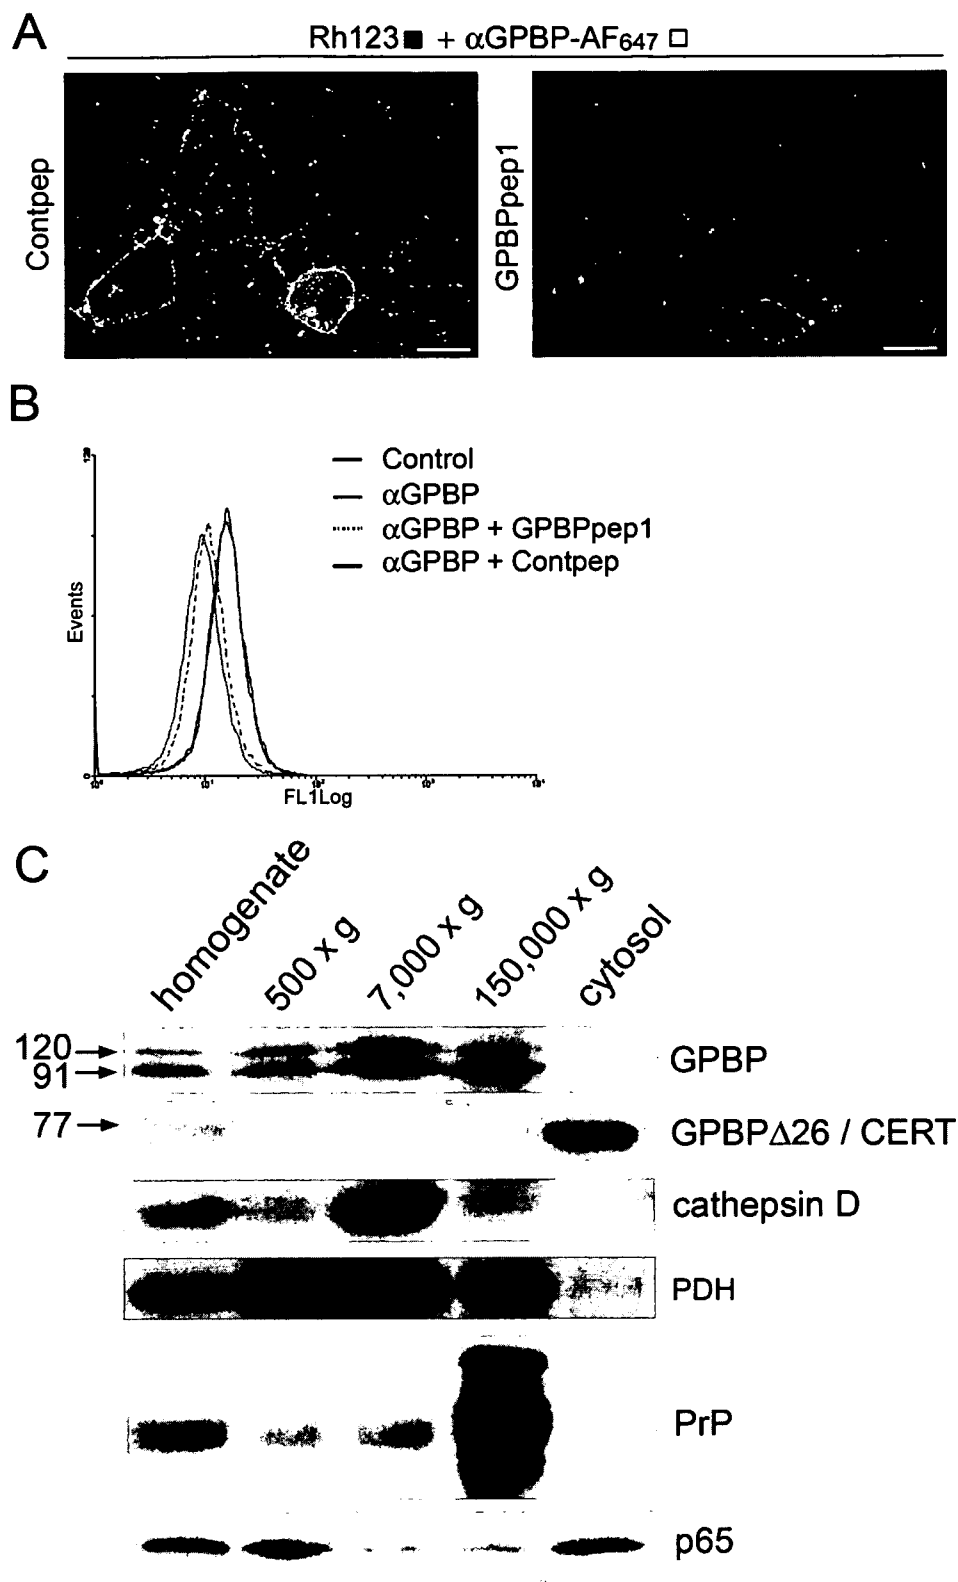 A
Rh123 ■ + αGPBP-AF647 □
Contpep
GPBPpep1
B
Control
αGPBP
αGPBP + GPBPpep1
αGPBP + Contpep
Events
FL1Log
C
homogenate
500 x g
7,000 x g
150,000 x g
cytosol
120
91
GPBP
77
GPBPΔ26 / CERT
cathepsin D
PDH
PrP
p65